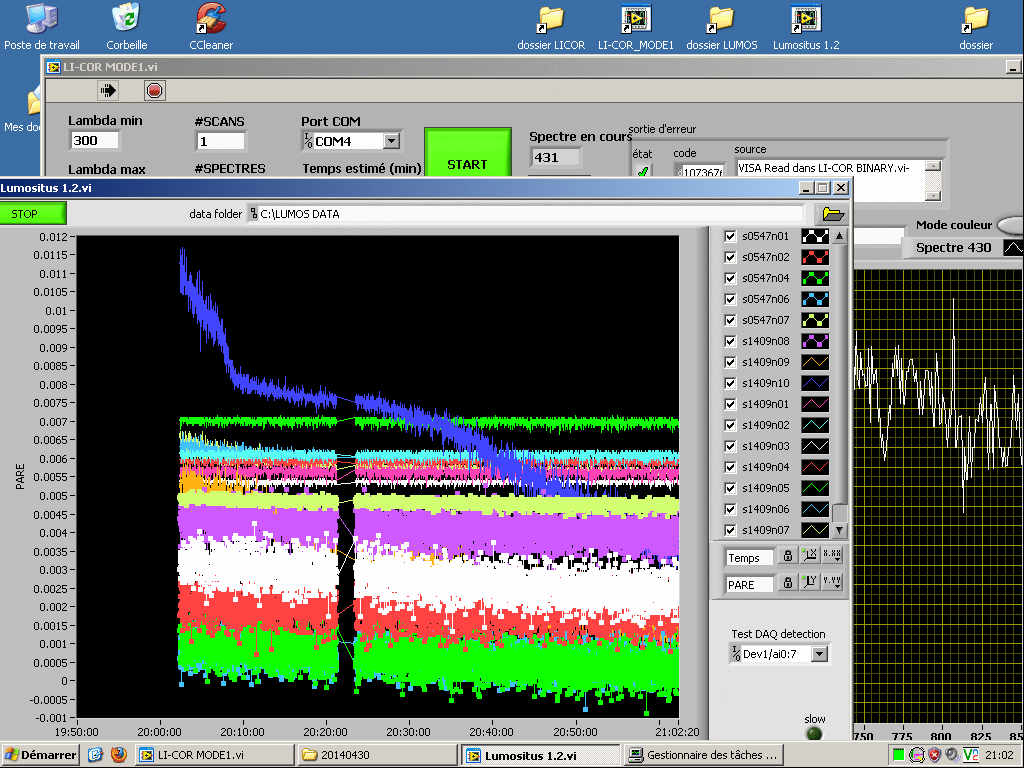 Poste de travail
Corbeille
CCleaner
dossier LICOR
LI-COR_MODE1
dossier LUMOS
Lumositus 1.2
dossier
LI-COR MODE1.vi
Mes
Lambda min
#SCANS
Port COM
Spectre en cours
sortie d'erreur
300
1
COM4
START
431
état
code
source
Lambda max
#SPECTRES
Temps estimé (min)
VISA Read dans LI-COR BINARY.vi-
Lumositus 1.2.vi
STOP
data folder
C:\LUMOS DATA
Mode couleur
Spectre 430
0.012
0.0115
0.011
0.0105
0.01
0.0095
0.009
0.0085
0.008
0.0075
0.007
0.0065
0.006
0.0055
0.005
0.0045
0.004
0.0035
0.003
0.0025
0.002
0.0015
0.001
0.0005
0
-0.0005
-0.001
PARE
19:50:00
20:00:00
20:10:00
20:20:00
20:30:00
20:40:00
20:50:00
21:02:20
s0547n01
s0547n02
s0547n04
s0547n06
s0547n07
s1409n08
s1409n09
s1409n10
s1409n01
s1409n02
s1409n03
s1409n04
s1409n05
s1409n06
s1409n07
Temps
X.XX
PARE
Y.YY
Test DAQ detection
Dev1/ai0:7
slow
750
775
800
825
Démarrer
LI-COR MODE1.vi
20140430
Lumositus 1.2.vi
Gestionnaire des tâches ...
21:02